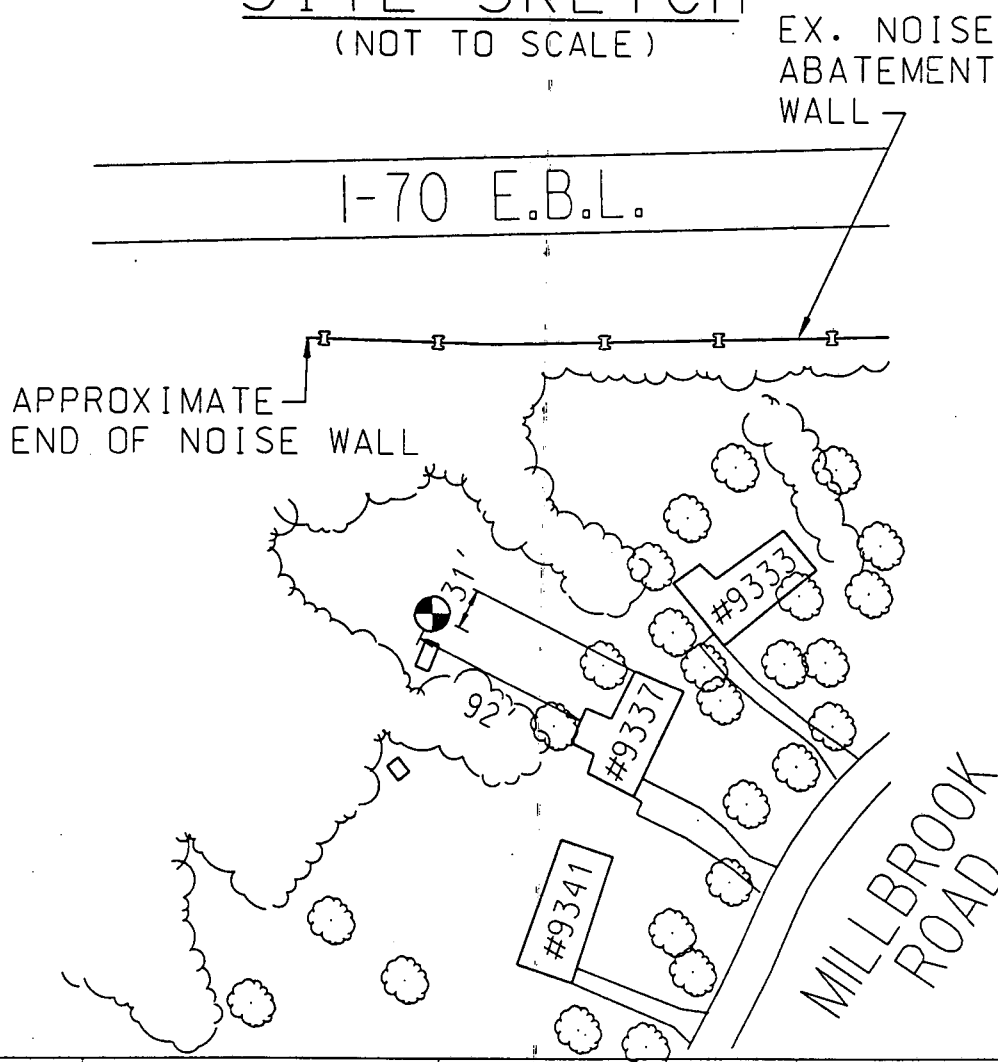 SITE SKETCH
(NOT TO SCALE)
EX. NOISE
ABATEMENT
WALL
I-70 E.B.L.
APPROXIMATE
END OF NOISE WALL
31'
#9333
92'
#9337
#9341
MILLBROOK
ROAD